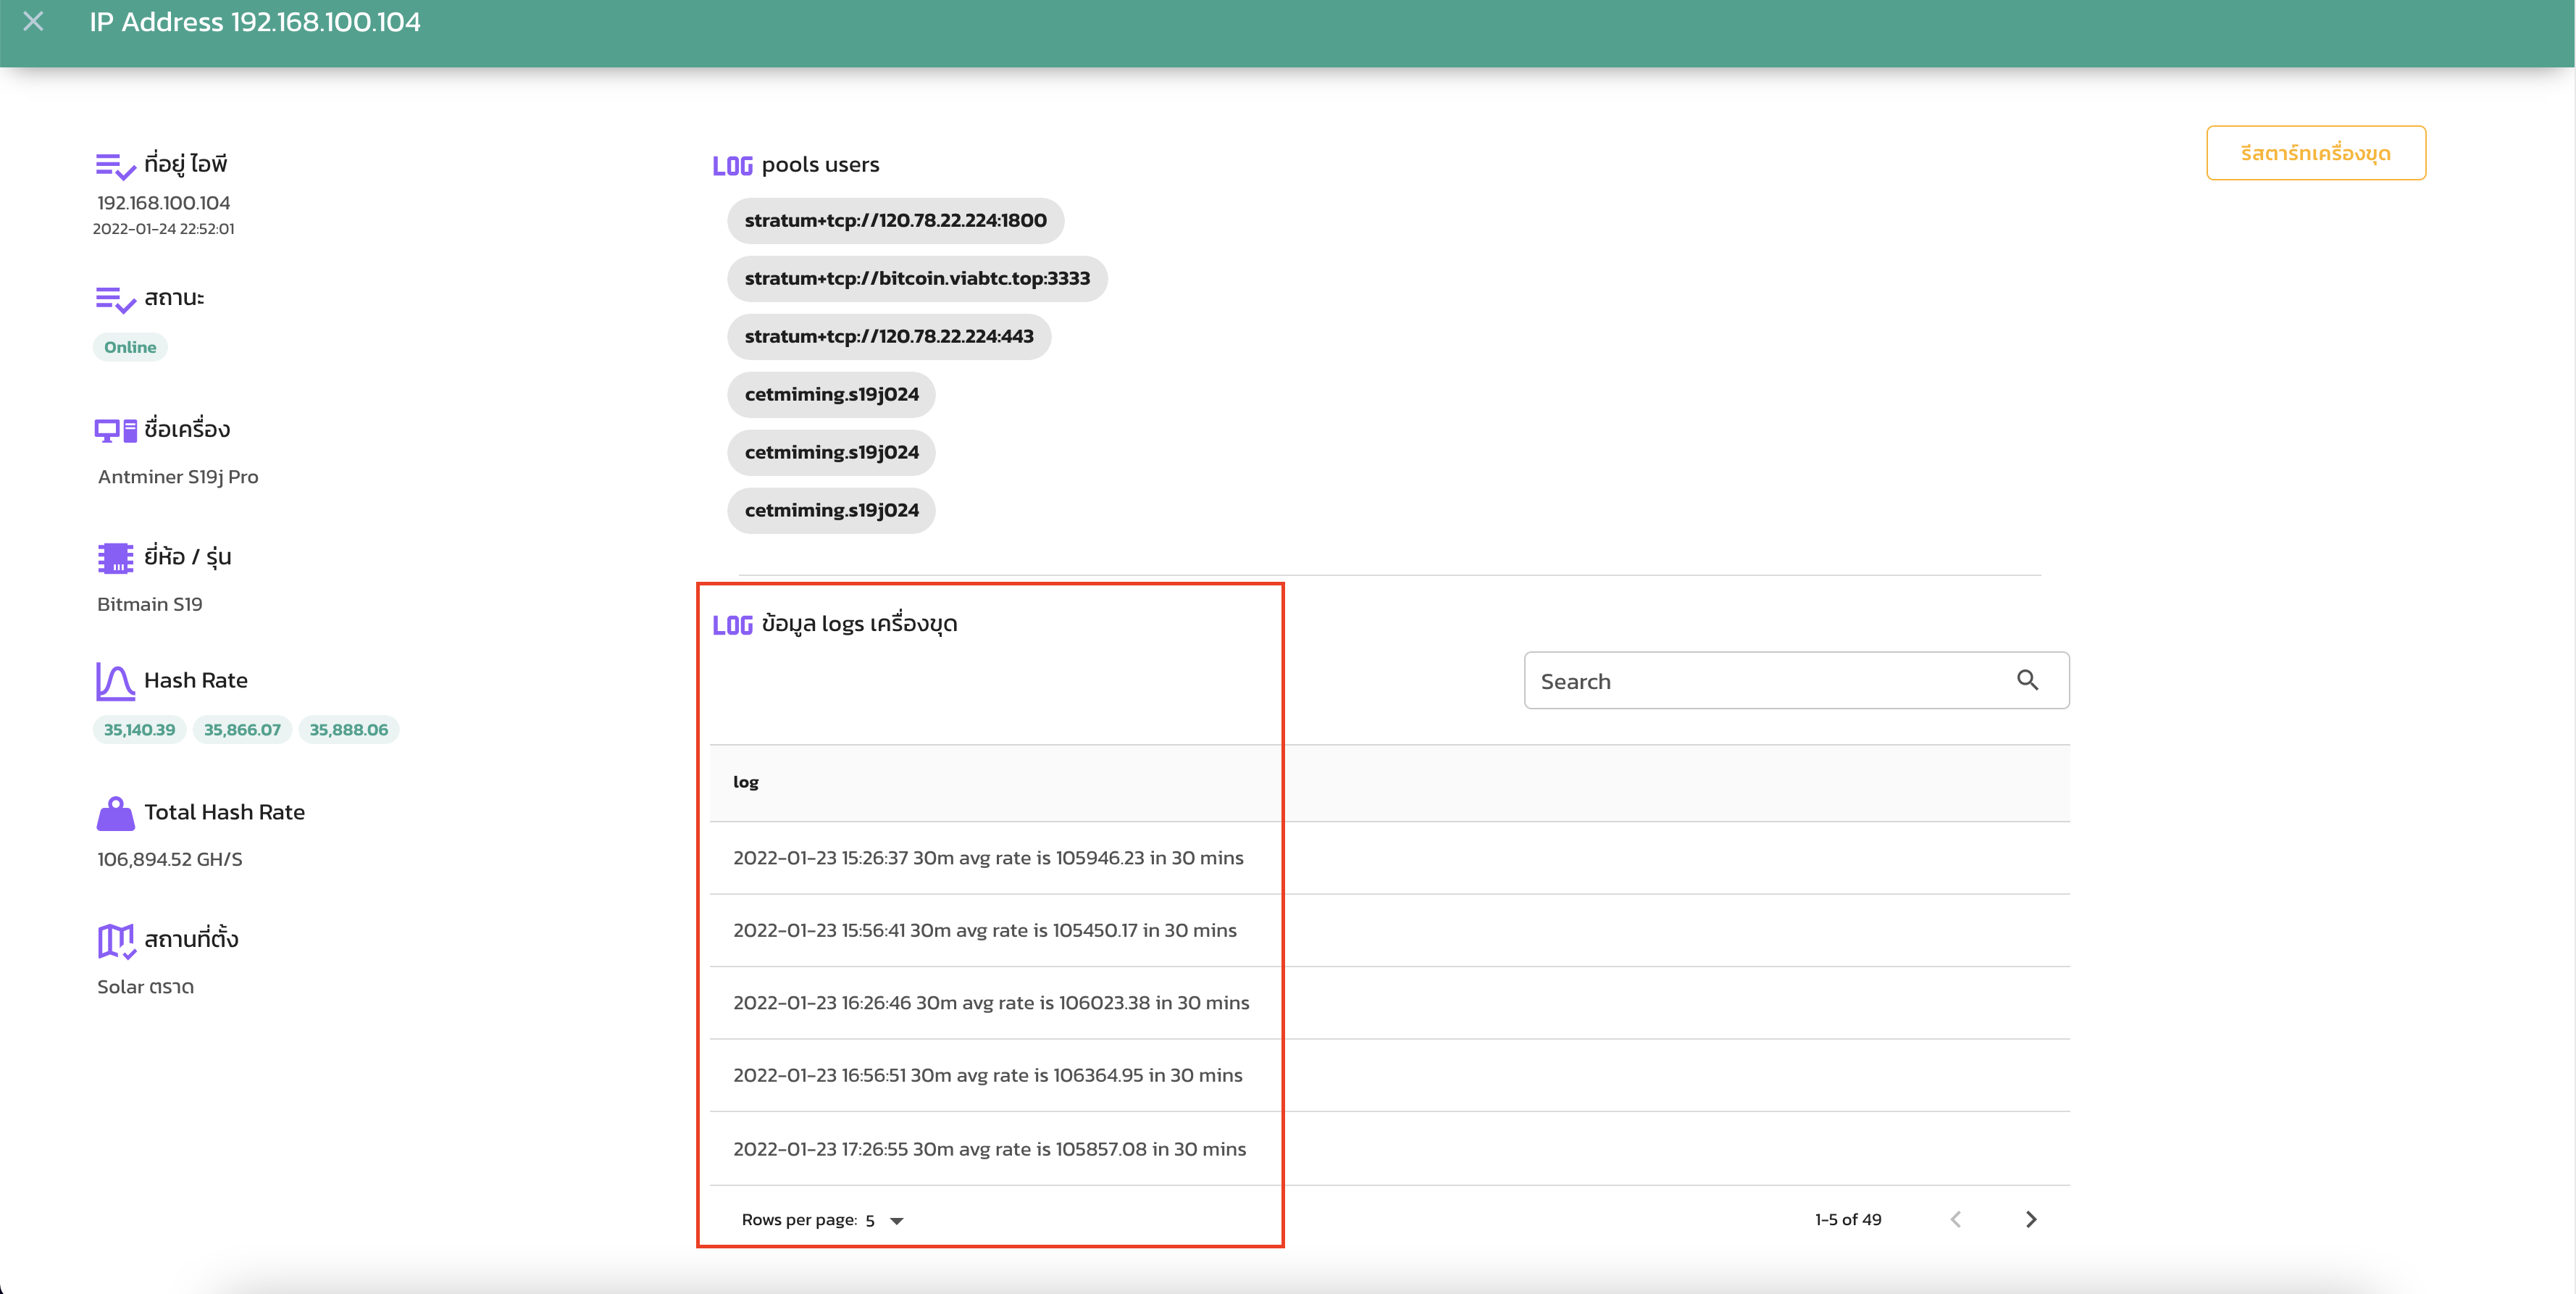 IP Address 192.168.100.104
ที่อยู่ ไอพี
192.168.100.104
2022-01-24 22:52:01
สถานะ
Online
ชื่อเครื่อง
Antminer S19j Pro
ยี่ห้อ / รุ่น
Bitmain S19
Hash Rate
35,140.39 35,866.07 35,888.06
Total Hash Rate
106,894.52 GH/S
สถานที่ตั้ง
Solar ตราด
LOG pools users
stratum+tcp://120.78.22.224:1800
stratum+tcp://bitcoin.viabtc.top:3333
stratum+tcp://120.78.22.224:443
cetmiming.s19j024
cetmiming.s19j024
cetmiming.s19j024
รีสตาร์ทเครื่องขุด
LOG ข้อมูล logs เครื่องขุด
Search
log
2022-01-23 15:26:37 30m avg rate is 105946.23 in 30 mins
2022-01-23 15:56:41 30m avg rate is 105450.17 in 30 mins
2022-01-23 16:26:46 30m avg rate is 106023.38 in 30 mins
2022-01-23 16:56:51 30m avg rate is 106364.95 in 30 mins
2022-01-23 17:26:55 30m avg rate is 105857.08 in 30 mins
Rows per page: 5
1-5 of 49